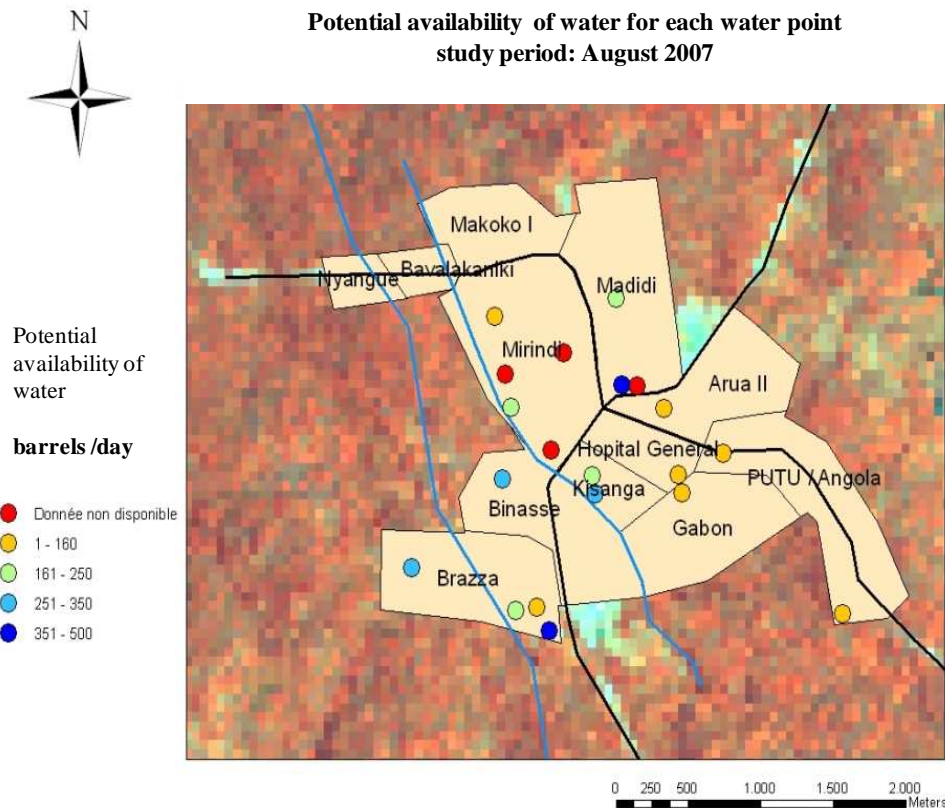 Potential availability of water for each water point
study period: August 2007
N
Makoko I
Nyangue
Bavalakaniki
Madidi
Mirindi
Arua II
Hopital General
Kisanga
PUTU / Angola
Binasse
Gabon
Brazza
Potential
availability of
water
barrels /day
Donnée non disponible
1 - 160
161 - 250
251 - 350
351 - 500
0 250 500 1.000 1.500 2.000
Meters